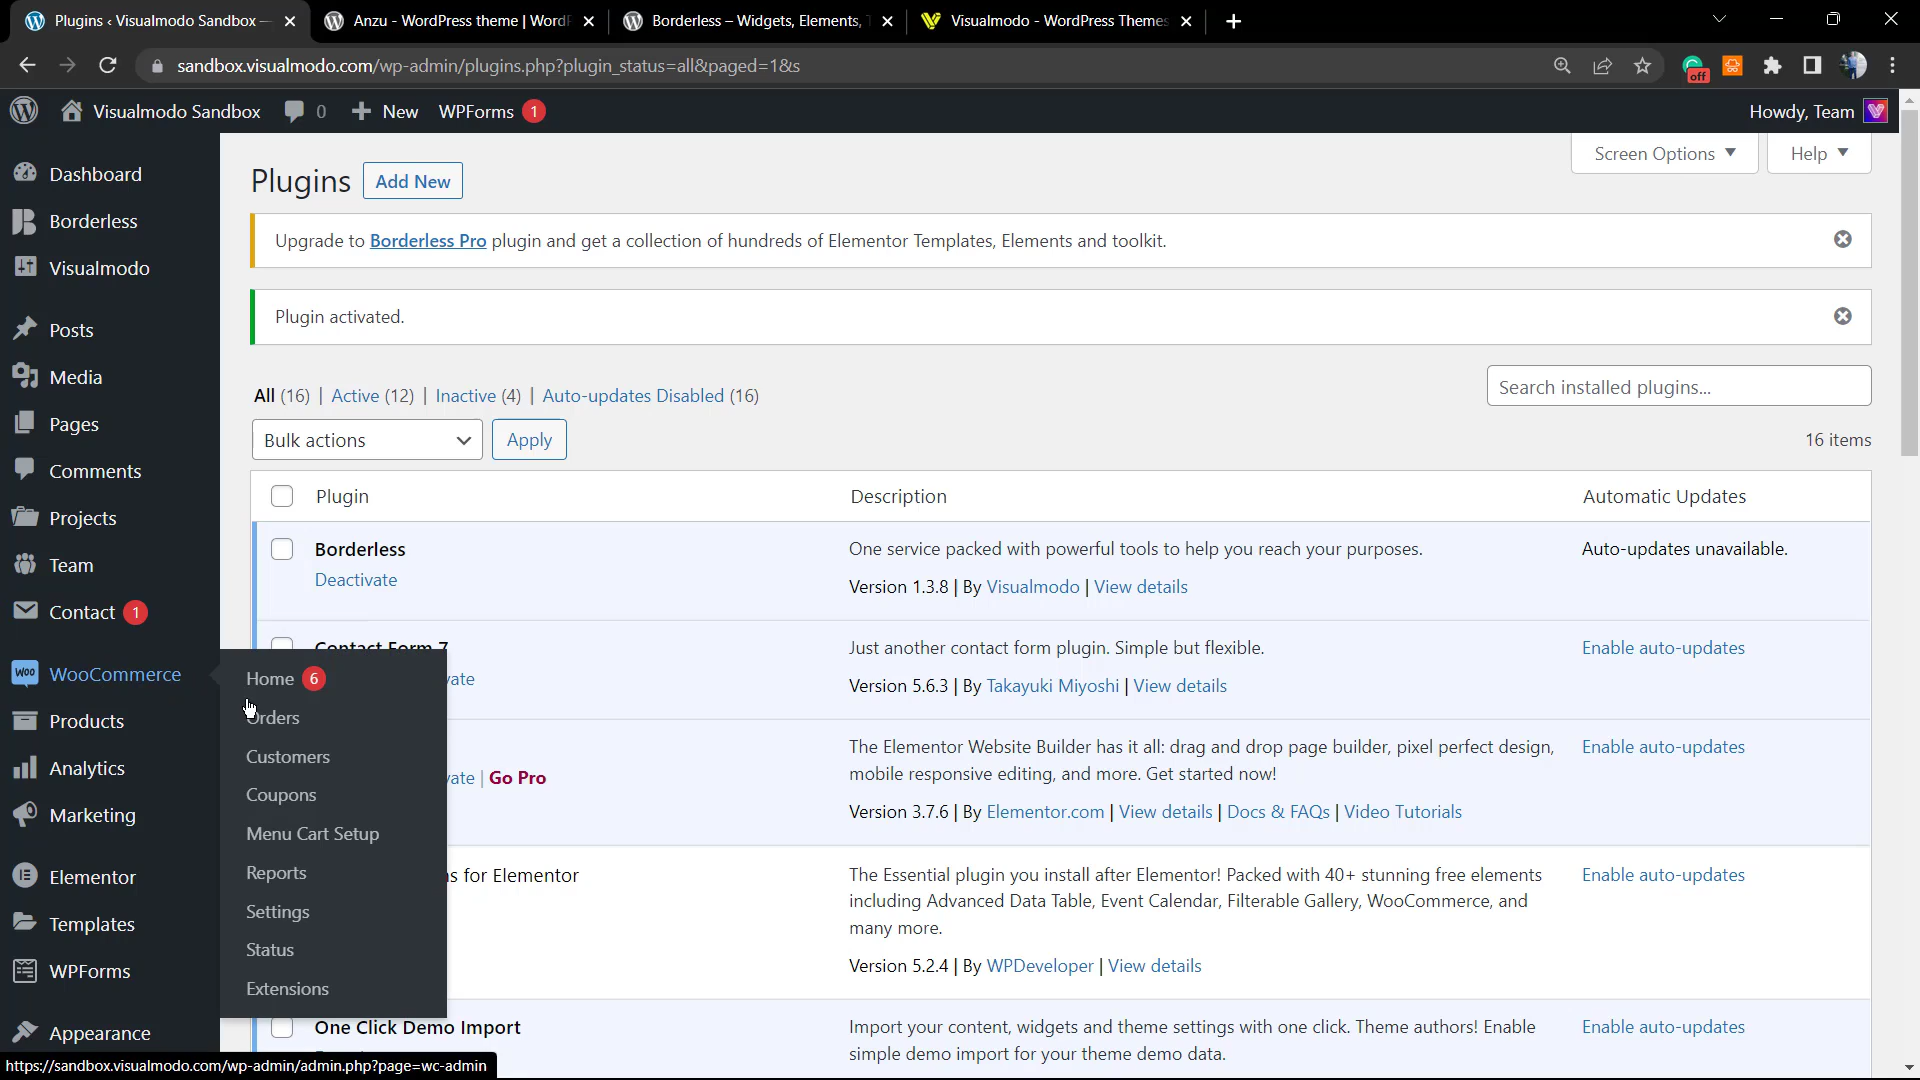 Plugins ‹ Visualmodo Sandbox —
Anzu - WordPress theme | WordP
Borderless – Widgets, Elements,
Visualmodo - WordPress Themes
sandbox.visualmodo.com/wp-admin/plugins.php?plugin_status=all&paged=1&s
off
Visualmodo Sandbox
0
New
WPForms 1
Howdy, Team
Dashboard
Borderless
Visualmodo
Posts
Media
Pages
Comments
Projects
Team
Contact 1
WooCommerce
Products
Analytics
Marketing
Elementor
Templates
WPForms
Appearance
Home 6
Orders
Customers
Coupons
Menu Cart Setup
Reports
Settings
Status
Extensions
Screen Options
Help
Plugins Add New
Upgrade to Borderless Pro plugin and get a collection of hundreds of Elementor Templates, Elements and toolkit.
Plugin activated.
All (16) | Active (12) | Inactive (4) | Auto-updates Disabled (16)
Search installed plugins...
Bulk actions
Apply
16 items
Plugin Description Automatic Updates
Borderless
Deactivate
One service packed with powerful tools to help you reach your purposes.
Version 1.3.8 | By Visualmodo | View details
Auto-updates unavailable.
Contact Form 7
vate
Just another contact form plugin. Simple but flexible.
Version 5.6.3 | By Takayuki Miyoshi | View details
Enable auto-updates
vate | Go Pro
The Elementor Website Builder has it all: drag and drop page builder, pixel perfect design,
mobile responsive editing, and more. Get started now!
Version 3.7.6 | By Elementor.com | View details | Docs & FAQs | Video Tutorials
Enable auto-updates
s for Elementor
The Essential plugin you install after Elementor! Packed with 40+ stunning free elements
including Advanced Data Table, Event Calendar, Filterable Gallery, WooCommerce, and
many more.
Version 5.2.4 | By WPDeveloper | View details
Enable auto-updates
One Click Demo Import
Import your content, widgets and theme settings with one click. Theme authors! Enable
simple demo import for your theme demo data.
Enable auto-updates
https://sandbox.visualmodo.com/wp-admin/admin.php?page=wc-admin